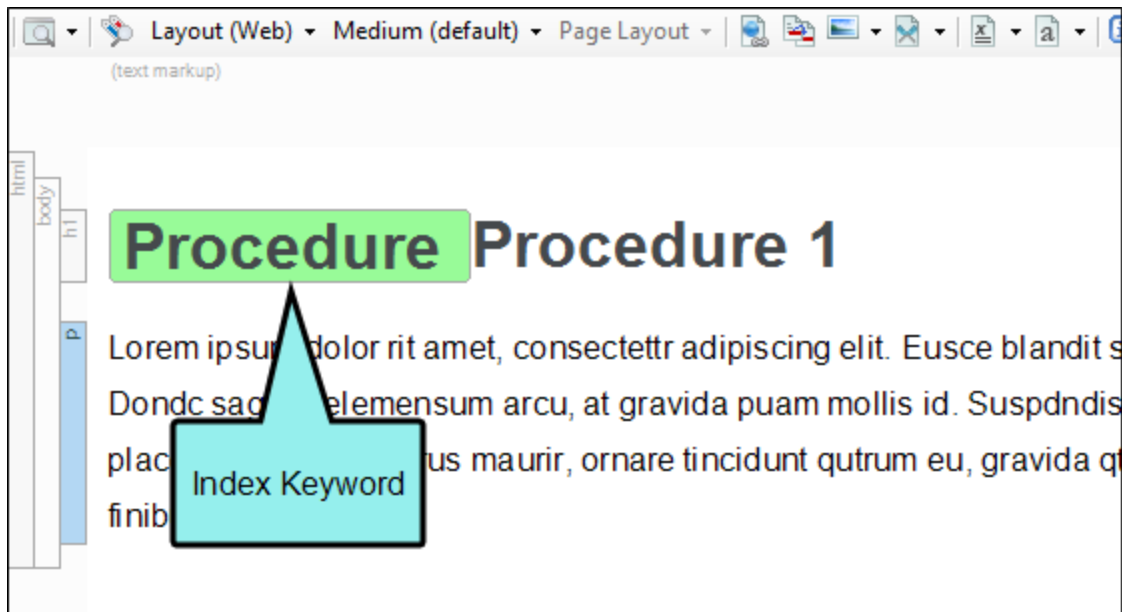 Layout (Web) Medium (default) Page Layout x a
(text markup)
html
body
h1
Procedure Procedure 1
p
Lorem ipsu dolor rit amet, consectettr adipiscing elit. Eusce blandit s
Dondc sag elemensum arcu, at gravida puam mollis id. Suspdndis
plac us maurir, ornare tincidunt qutrum eu, gravida qt
finib
Index Keyword